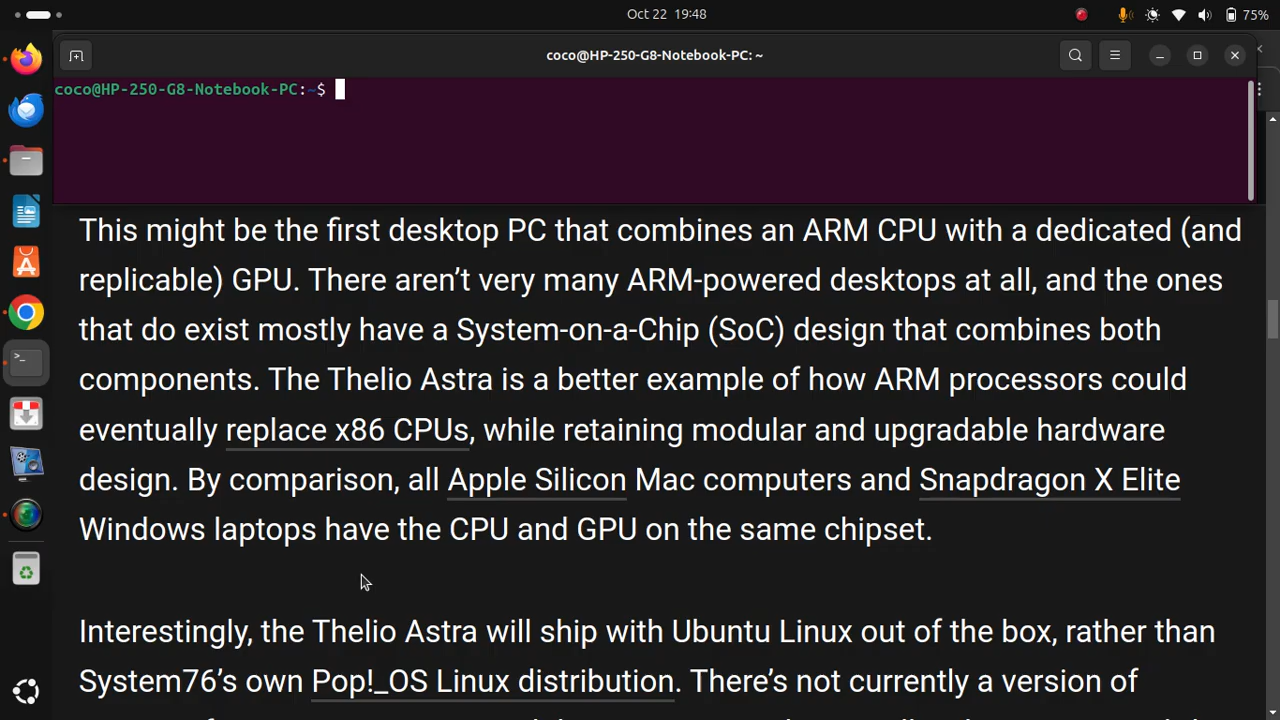 Oct 22 19:48
75%
coco@HP-250-G8-Notebook-PC: ~
coco@HP-250-G8-Notebook-PC:~$
This might be the first desktop PC that combines an ARM CPU with a dedicated (and
replicable) GPU. There aren’t very many ARM-powered desktops at all, and the ones
that do exist mostly have a System-on-a-Chip (SoC) design that combines both
components. The Thelio Astra is a better example of how ARM processors could
eventually replace x86 CPUs, while retaining modular and upgradable hardware
design. By comparison, all Apple Silicon Mac computers and Snapdragon X Elite
Windows laptops have the CPU and GPU on the same chipset.
Interestingly, the Thelio Astra will ship with Ubuntu Linux out of the box, rather than
System76’s own Pop!_OS Linux distribution. There’s not currently a version of